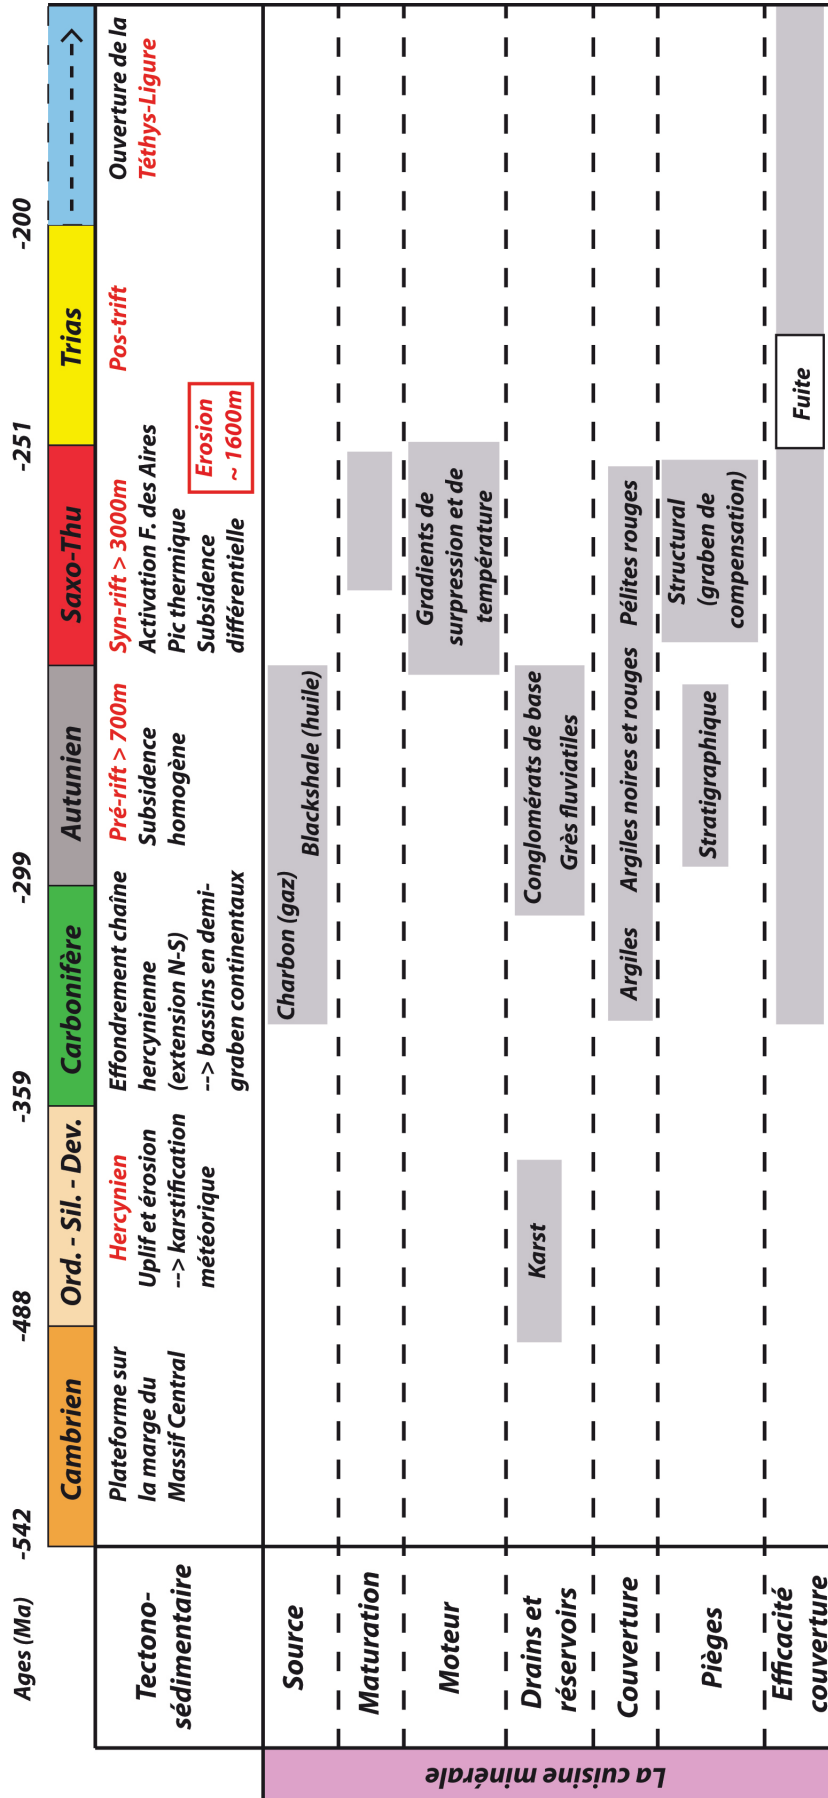 Ages (Ma)
-542
-488
-359
-299
-251
-200
Cambrien
Ord. - Sil. - Dev.
Carbonifère
Autunien
Saxo-Thu
Trias
Tectono-
sédimentaire
Plateforme sur
la marge du
Massif Central
Hercynien
Uplif et érosion
--> karstification
météorique
Effondrement chaîne
hercynienne
(extension N-S)
--> bassins en demi-
graben continentaux
Pré-rift > 700m
Subsidence
homogène
Syn-rift > 3000m
Activation F. des Aires
Pic thermique
Subsidence
différentielle
Erosion
~ 1600m
Pos-trift
Ouverture de la
Téthys-Ligure
La cuisine minérale
Source
Charbon (gaz)
Blackshale (huile)
Maturation
Moteur
Gradients de
surpression et de
température
Drains et
réservoirs
Karst
Conglomérats de base
Grès fluviatiles
Couverture
Argiles
Argiles noires et rouges
Pélites rouges
Pièges
Stratigraphique
Structural
(graben de
compensation)
Efficacité
couverture
Fuite